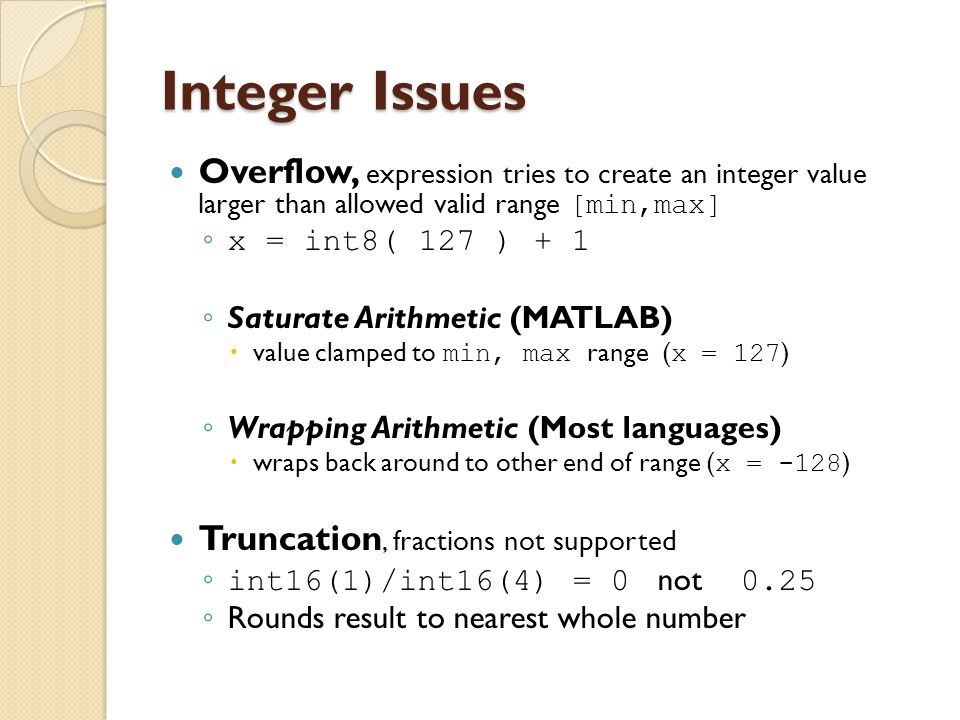 Integer Issues
• Overflow, expression tries to create an integer value
larger than allowed valid range [min,max]
◦ x = int8( 127 ) + 1
◦ Saturate Arithmetic (MATLAB)
• value clamped to min, max range (x = 127)
◦ Wrapping Arithmetic (Most languages)
• wraps back around to other end of range (x = -128)
• Truncation, fractions not supported
◦ int16(1)/int16(4) = 0 not 0.25
◦ Rounds result to nearest whole number